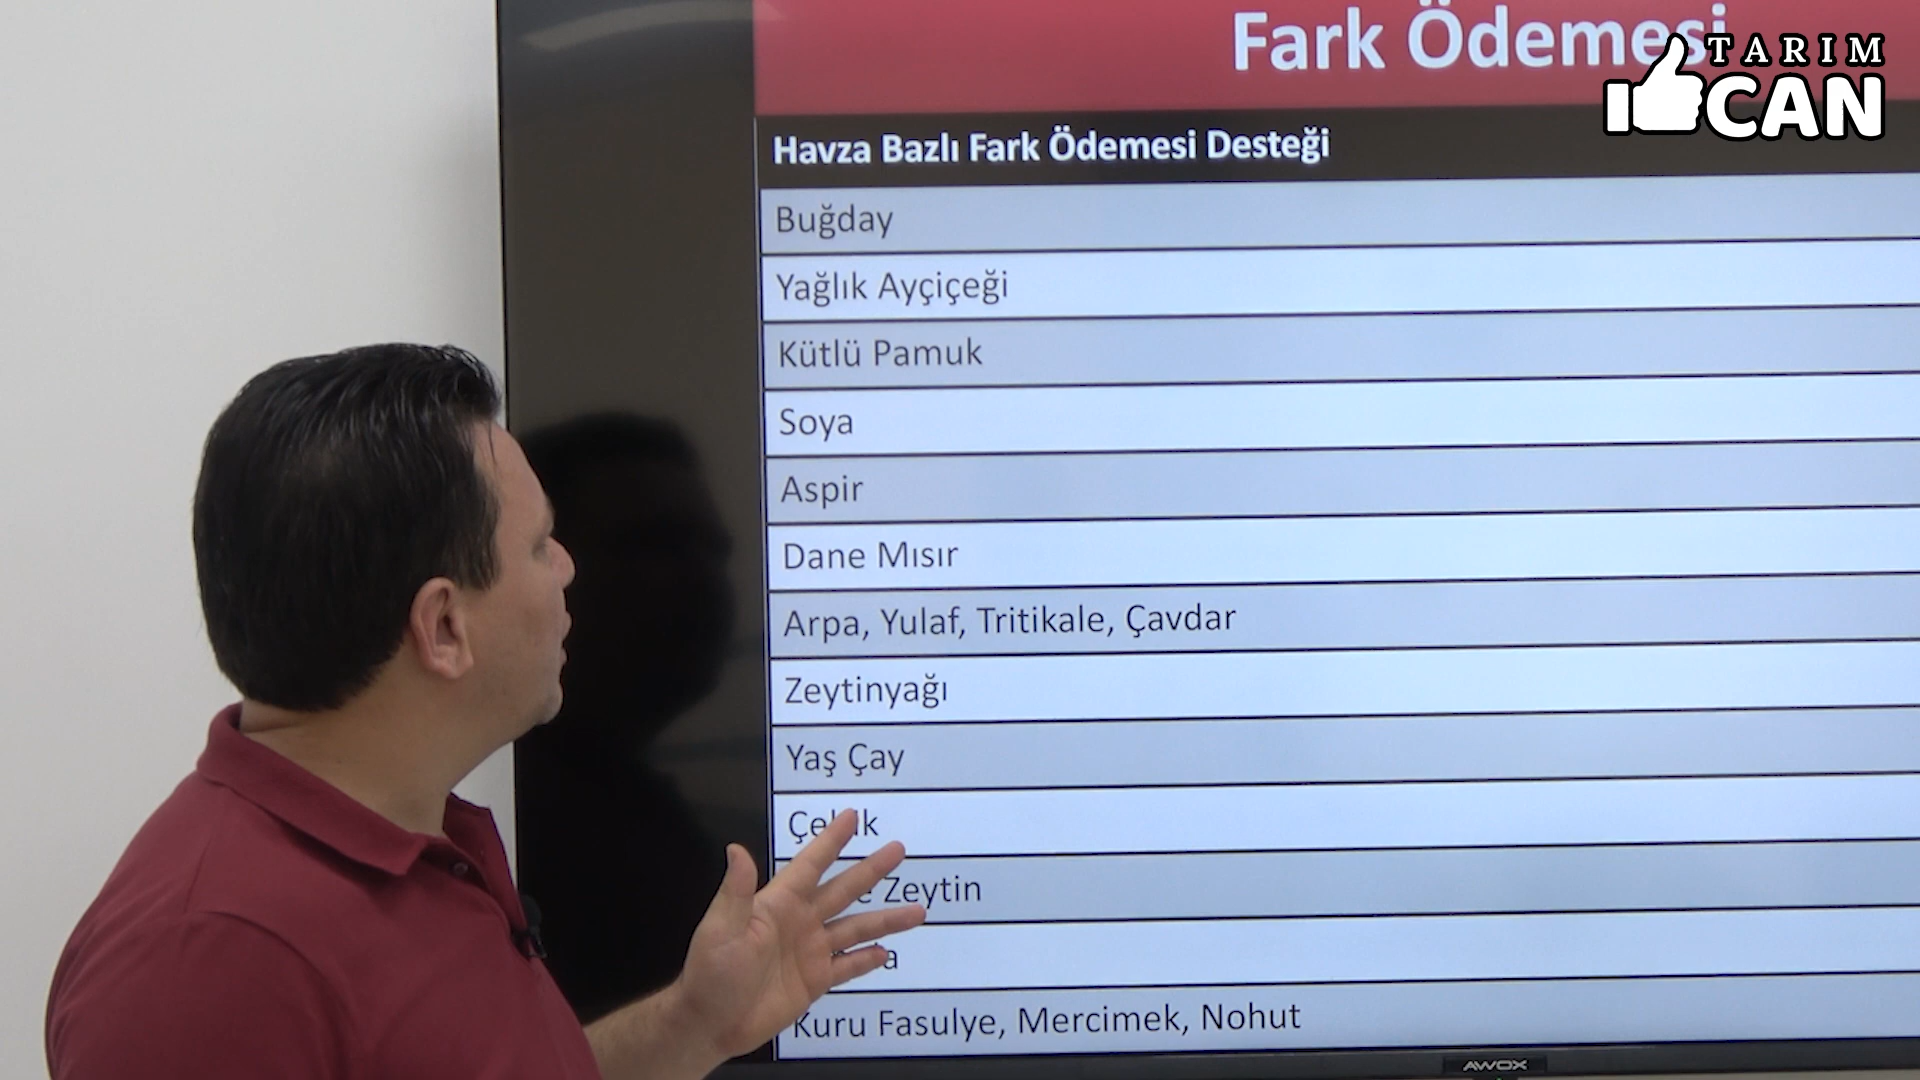 Fark Ödemesi
TARIM
CAN
Havza Bazlı Fark Ödemesi Desteği
Buğday
Yağlık Ayçiçeği
Kütlü Pamuk
Soya
Aspir
Dane Mısır
Arpa, Yulaf, Tritikale, Çavdar
Zeytinyağı
Yaş Çay
Çeltik
Zeytin
Kuru Fasulye, Mercimek, Nohut
AWOX